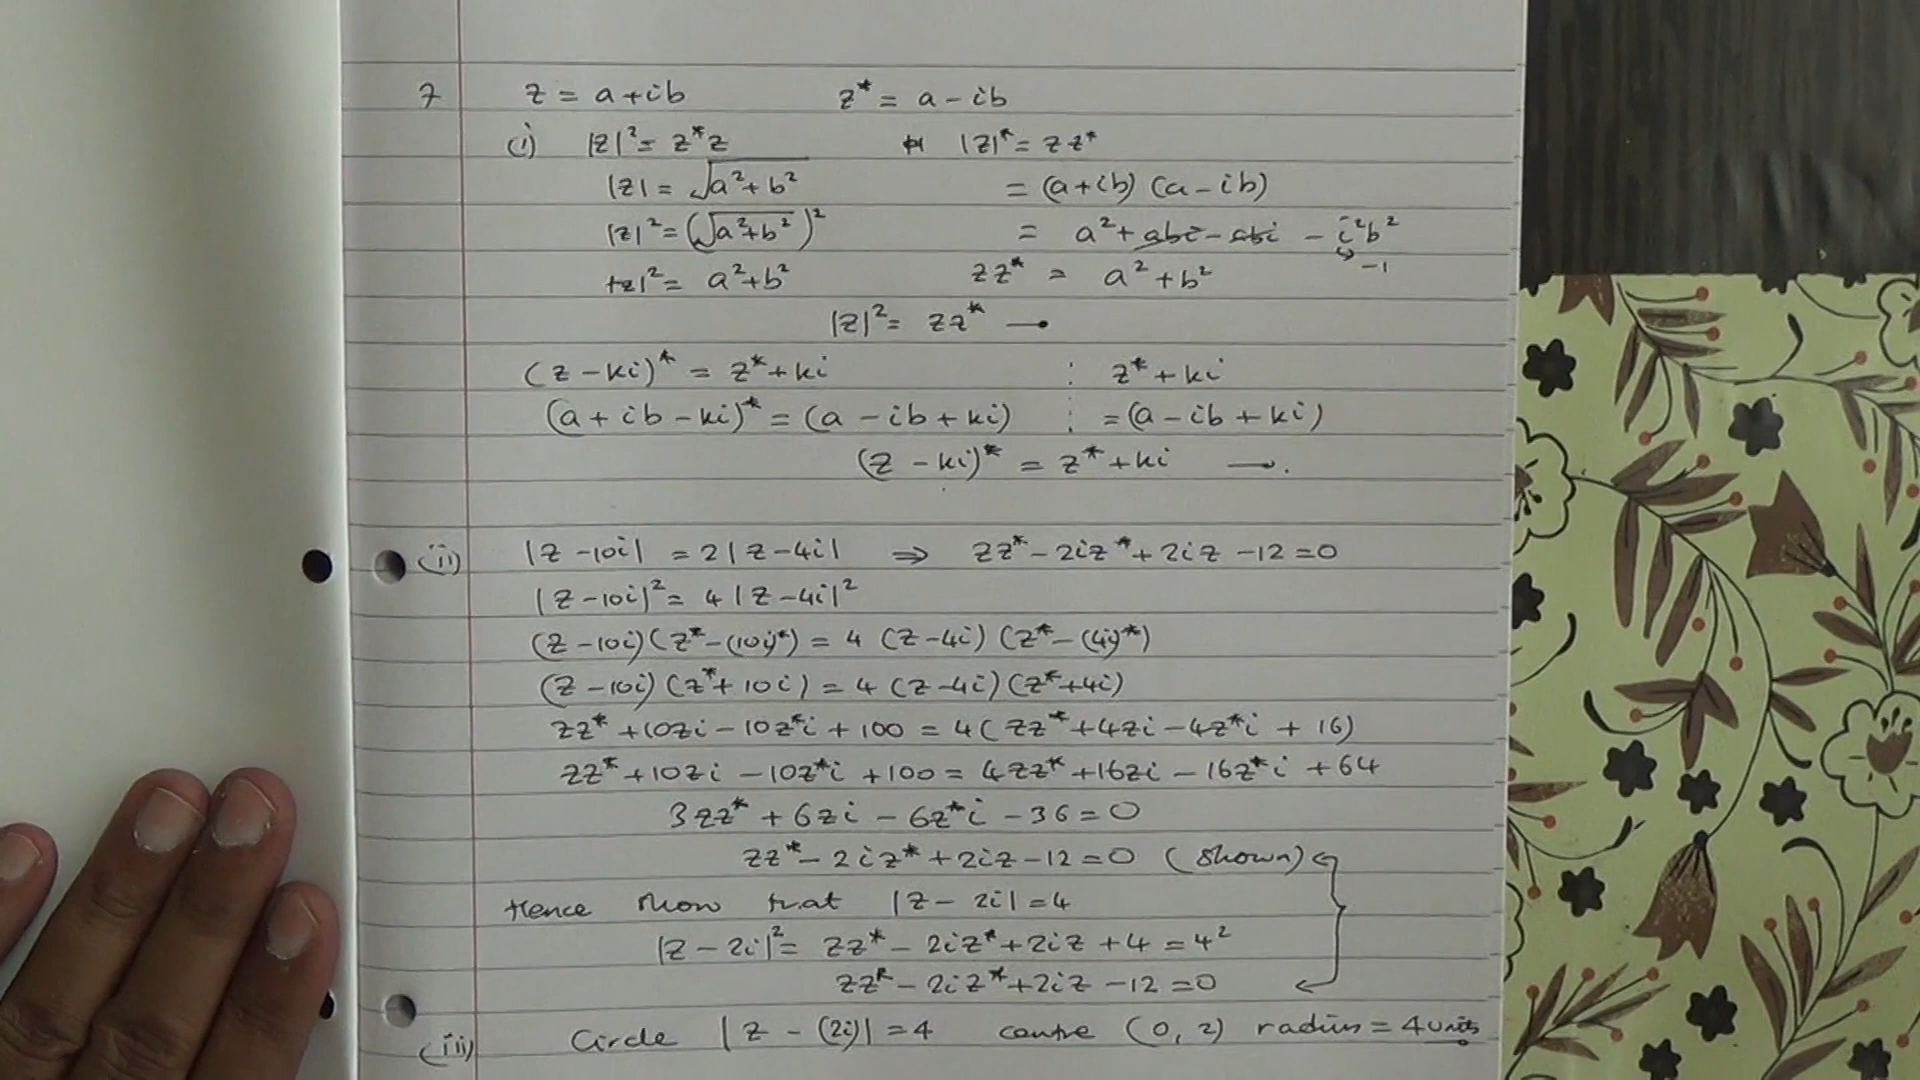 7 z = a+ib z* = a-ib
(i) |z|² = z*z |z|* = zz*
|z| = √a²+b² = (a+ib) (a-ib)
|z|² = (√a²+b²)² = a² + abi - abi - i²b²
-1
|z|² = a²+b² zz* = a²+b²
|z|² = zz*
(z-ki)* = z*+ki : z*+ki
(a+ib-ki)* = (a-ib+ki) : = (a-ib+ki)
(z-ki)* = z*+ki
(ii) |z-10i| = 2|z-4i| ⇒ zz*-2iz*+2iz-12=0
|z-10i|² = 4|z-4i|²
(z-10i)(z*-(10i)*) = 4 (z-4i) (z*-(4i)*)
(z-10i)(z*+10i) = 4(z-4i)(z*+4i)
zz*+10zi-10z*i+100 = 4(zz*+4zi-4z*i+16)
zz*+10zi-10z*i+100 = 4zz*+16zi-16z*i+64
3zz*+6zi-6z*i-36=0
zz*-2iz*+2iz-12=0 (Shown)
Hence show that |z-2i|=4
|z-2i|² = zz*-2iz*+2iz+4=4²
zz*-2iz*+2iz-12=0
(iii) Circle |z-(2i)|=4 centre (0,2) radius=4units